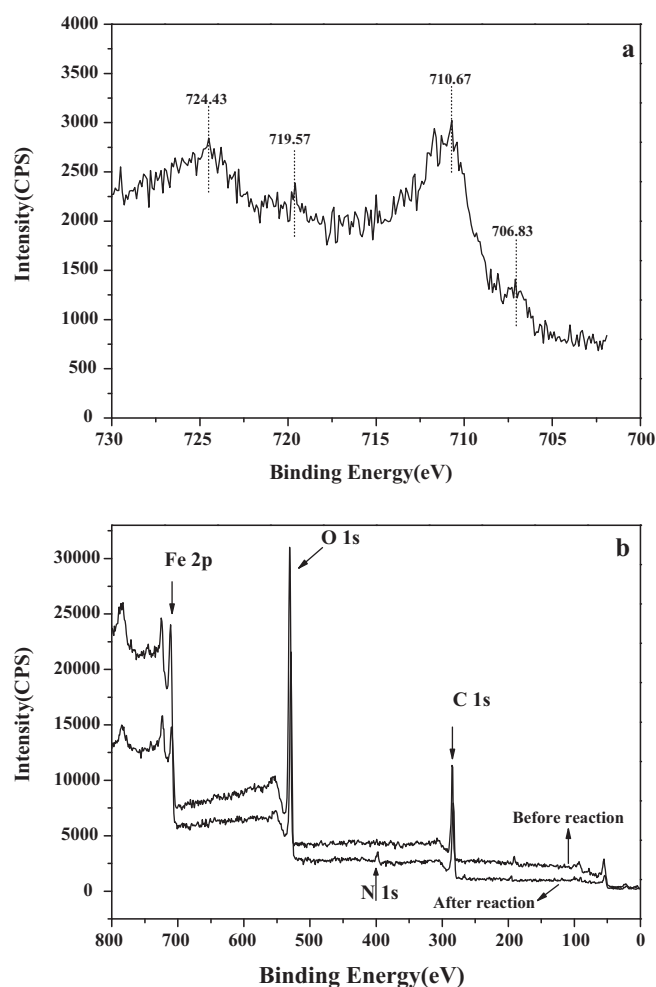 a
4000
3500
3000
2500
2000
1500
1000
500
0
724.43
719.57
710.67
706.83
730 725 720 715 710 705 700
Intensity(CPS)
Binding Energy(eV)
b
30000
25000
20000
15000
10000
5000
0
Fe 2p
O 1s
C 1s
N 1s
Before reaction
After reaction
800 700 600 500 400 300 200 100 0
Intensity(CPS)
Binding Energy(eV)